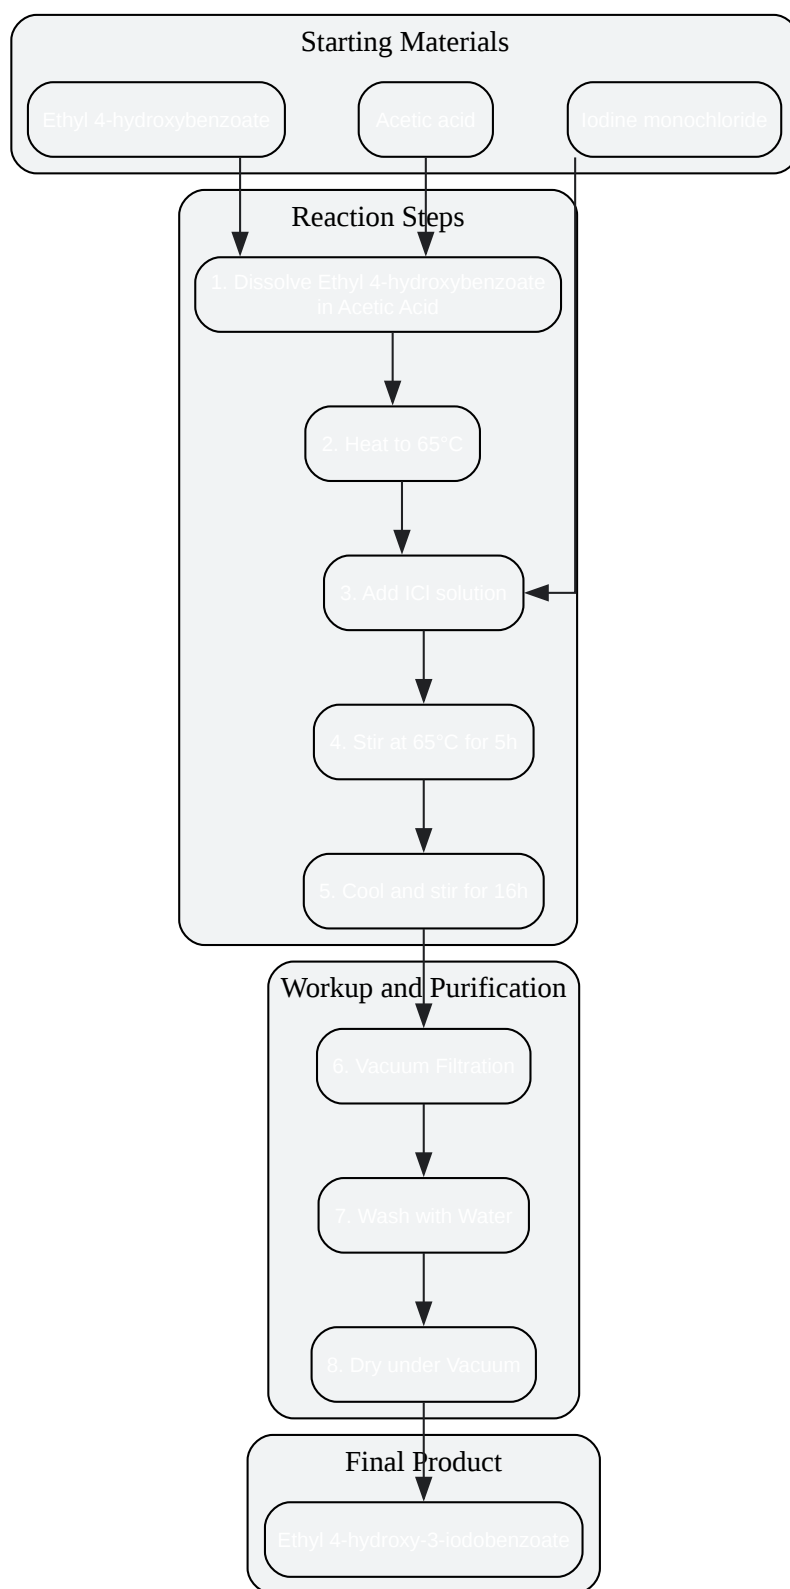 Starting Materials
Ethyl 4-hydroxybenzoate
Acetic acid
Iodine monochloride
Reaction Steps
1. Dissolve Ethyl 4-hydroxybenzoate
in Acetic Acid
2. Heat to 65°C
3. Add ICl solution
4. Stir at 65°C for 5h
5. Cool and stir for 16h
Workup and Purification
6. Vacuum Filtration
7. Wash with Water
8. Dry under Vacuum
Final Product
Ethyl 4-hydroxy-3-iodobenzoate